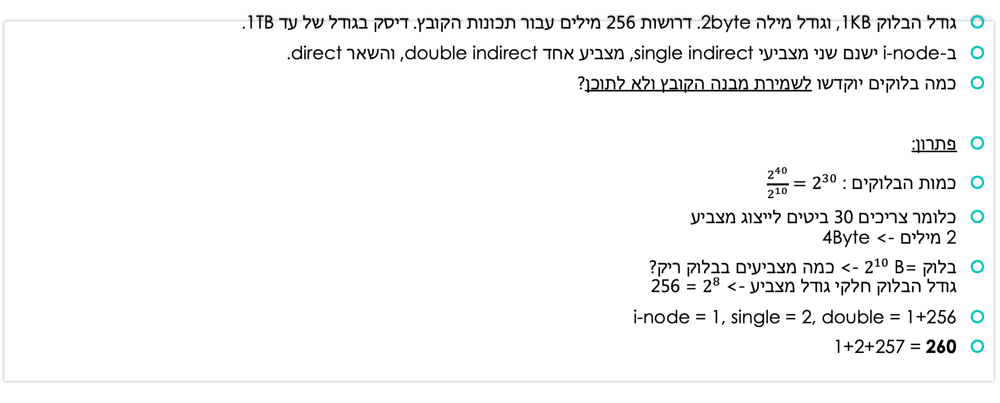 גודל הבלוק 1KB, וגודל מילה 2byte. דרושות 256 מילים עבור תכונות הקובץ. דיסק בגודל של עד 1TB.
ב-i-node ישנם שני מצביעי single indirect, מצביע אחד double indirect, והשאר direct.
כמה בלוקים יוקדשו לשמירת מבנה הקובץ ולא לתוכן?
פתרון:
כמות הבלוקים : 2^40/2^10 = 2^30
כלומר צריכים 30 ביטים לייצוג מצביע
2 מילים -> 4Byte
בלוק = 2^10 B -> כמה מצביעים בבלוק ריק?
גודל הבלוק חלקי גודל מצביע -> 2^8 = 256
i-node = 1, single = 2, double = 1+256
1+2+257 = 260